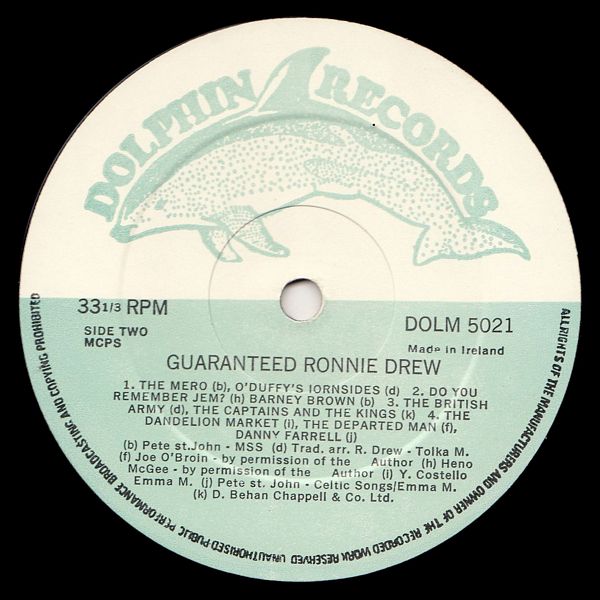 DOLPHIN RECORDS
33 1/3 RPM
SIDE TWO
MCPS
DOLM 5021
Made in Ireland
GUARANTEED RONNIE DREW
1. THE MERO (b), O'DUFFY'S IORNSIDES (d) 2. DO YOU
REMEMBER JEM? (h) BARNEY BROWN (b) 3. THE BRITISH
ARMY (d), THE CAPTAINS AND THE KINGS (k) 4. THE
DANDELION MARKET (i), THE DEPARTED MAN (f),
DANNY FARRELL (j)
(b) Pete st.John - MSS (d) Trad. arr. R. Drew - Tolka M.
(f) Joe O'Broin - by permission of the Author (h) Heno
McGee - by permission of the Author (i) Y. Costello
Emma M. (j) Pete st. John - Celtic Songs/Emma M.
(k) D. Behan Chappell & Co. Ltd.
ALL RIGHTS OF THE MANUFACTURERS AND OWNER OF THE RECORDED WORK RESERVED UNAUTHORISED PUBLIC PERFORMANCE BROADCASTING AND COPYING PROHIBITED